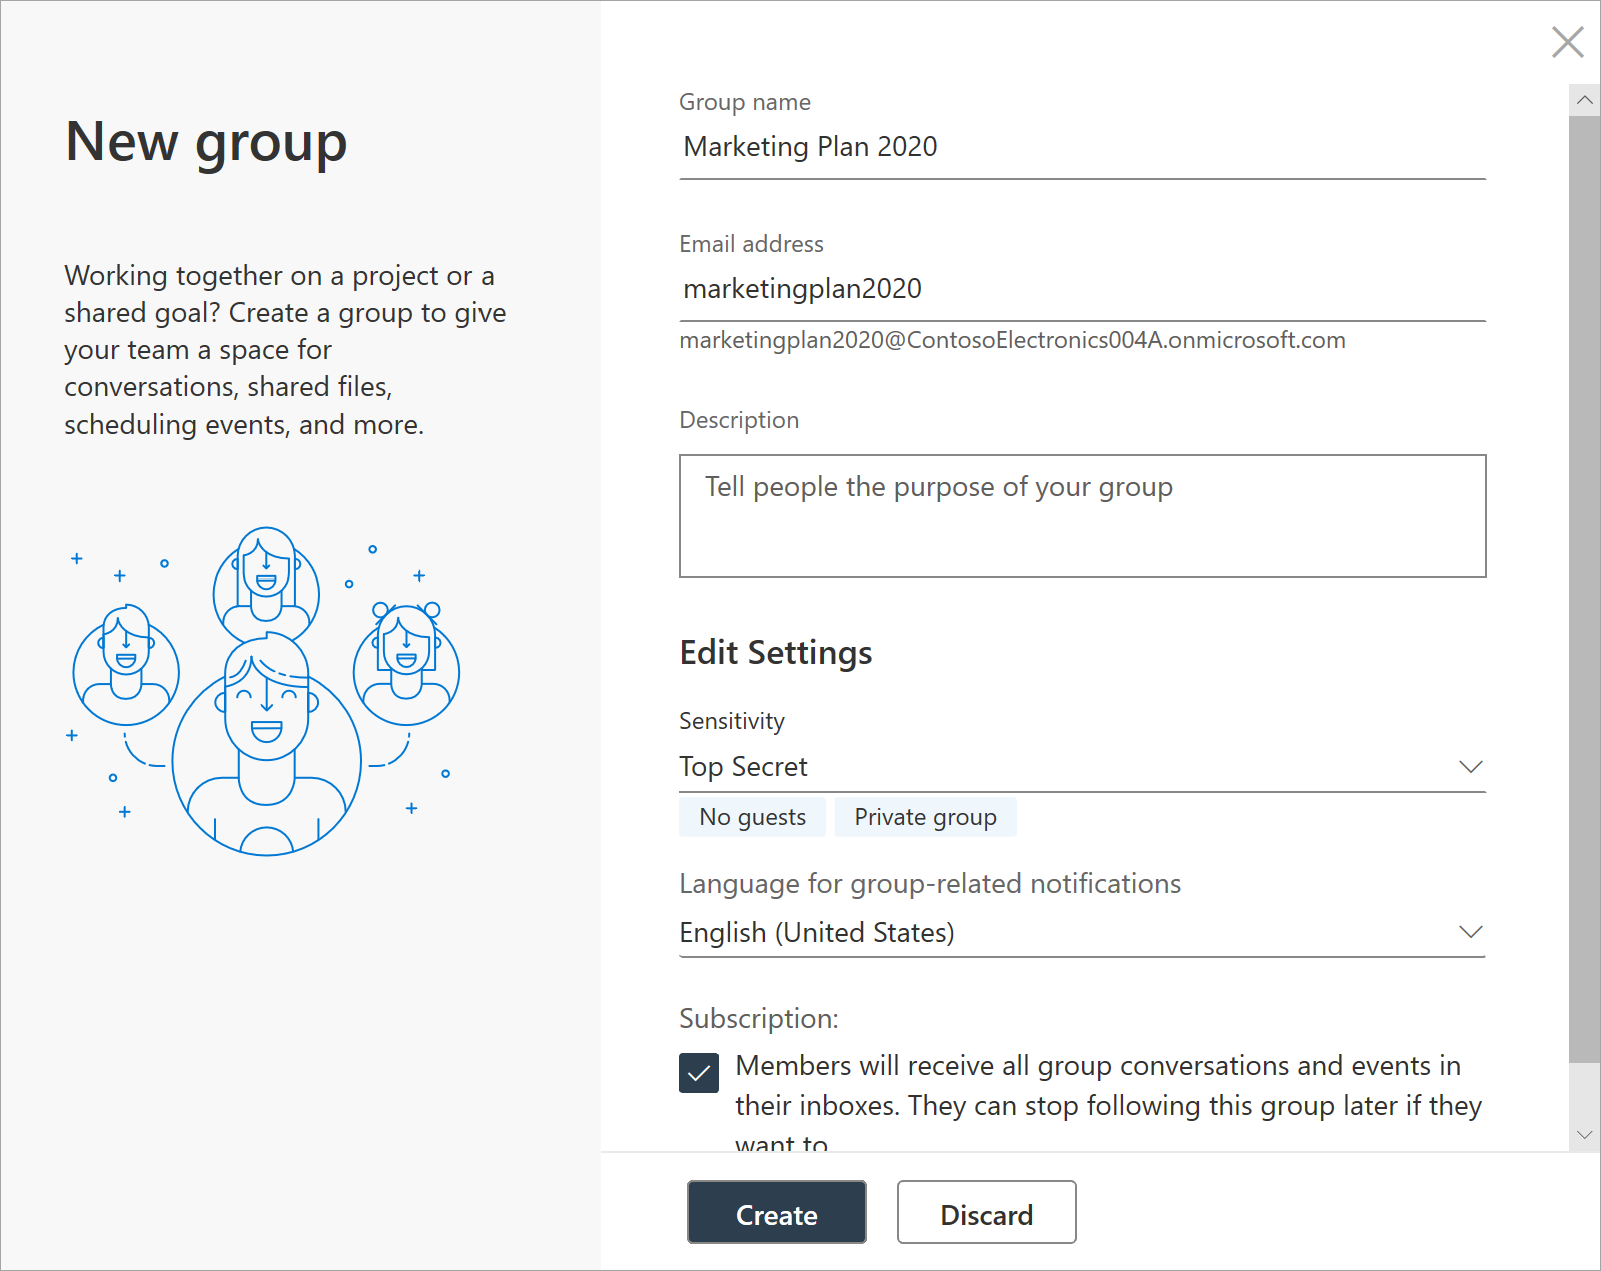 New group
Working together on a project or a
shared goal? Create a group to give
your team a space for
conversations, shared files,
scheduling events, and more.
Group name
Marketing Plan 2020
Email address
marketingplan2020
marketingplan2020@ContosoElectronics004A.onmicrosoft.com
Description
Tell people the purpose of your group
Edit Settings
Sensitivity
Top Secret
No guests Private group
Language for group-related notifications
English (United States)
Subscription:
Members will receive all group conversations and events in
their inboxes. They can stop following this group later if they
want to
Create Discard